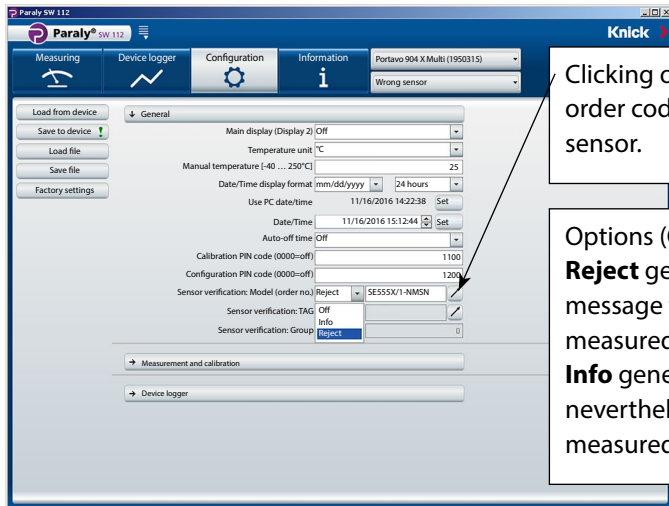 Paraly SW 112
Paraly® SW 112
Knick
Measuring
Device logger
Configuration
Information
Portavo 904 X Multi (1950315)
Wrong sensor
Load from device
Save to device !
Load file
Save file
Factory settings
General
Main display (Display 2) Off
Temperature unit °C
Manual temperature [-40 … 250°C] 25
Date/Time display format mm/dd/yyyy 24 hours
Use PC date/time 11/16/2016 14:22:38 Set
Date/Time 11/16/2016 15:12:44 Set
Auto-off time Off
Calibration PIN code (0000=off) 1100
Configuration PIN code (0000=off) 1200
Sensor verification: Model (order no.) Reject SE555X/1-NMSN
Sensor verification: TAG
Off
Info
Sensor verification: Group Reject 0
Measurement and calibration
Device logger
Clicking
order cod
sensor.
Options (
Reject ge
message
measured
Info gene
neverthel
measured